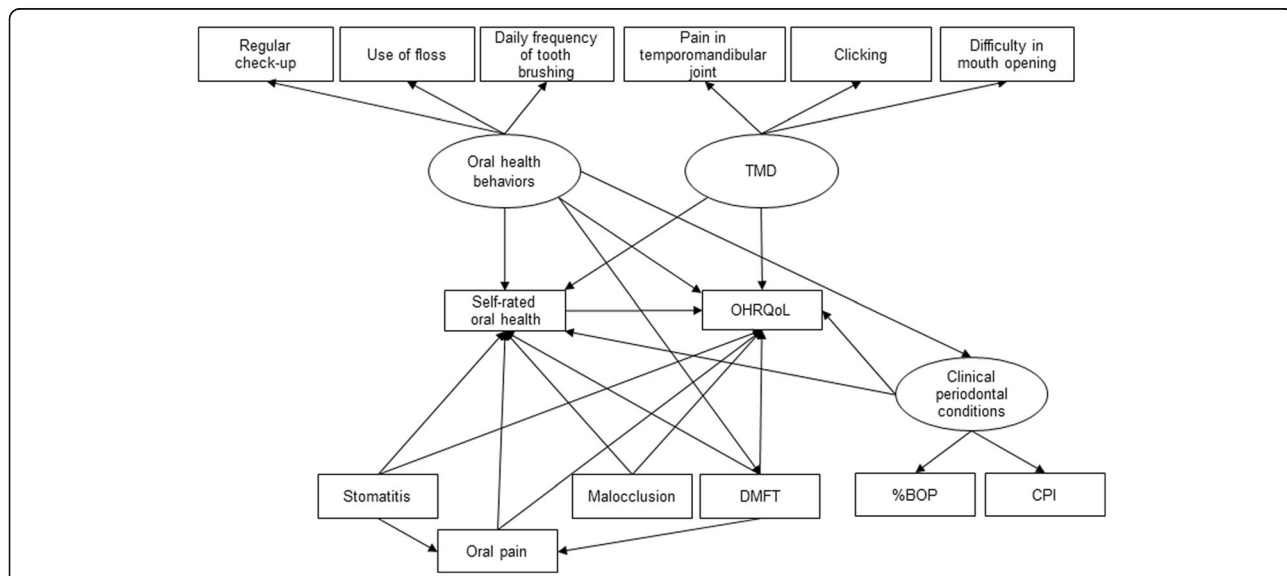 Regular
check-up
Use of floss
Daily frequency
of tooth
brushing
Pain in
temporomandibular
joint
Clicking
Difficulty in
mouth opening
Oral health
behaviors
TMD
Self-rated
oral health
OHRQoL
Clinical
periodontal
conditions
Stomatitis
Malocclusion
DMFT
%BOP
CPI
Oral pain